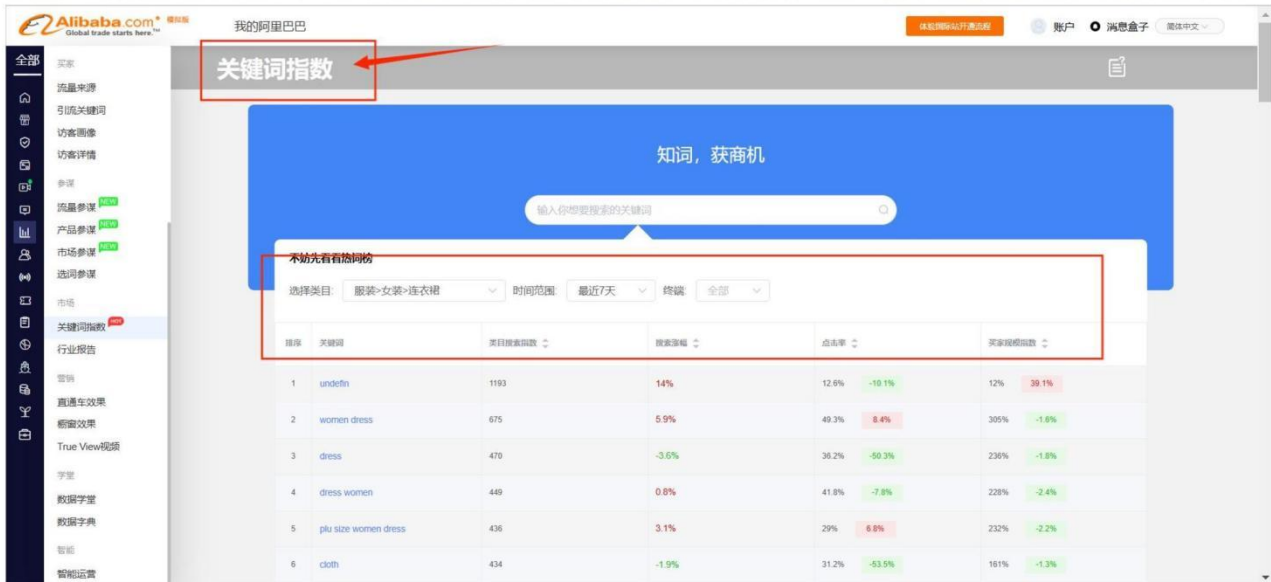 Alibaba.com 模拟版
Global trade starts here.™
我的阿里巴巴
体验国际站开通流程
账户
消息盒子
简体中文
全部
买家
流量来源
引流关键词
访客画像
访客详情
参谋
流量参谋 NEW
产品参谋 NEW
市场参谋 NEW
选词参谋
市场
关键词指数
行业报告
营销
直通车效果
橱窗效果
True View视频
学堂
数据学堂
数据字典
智能
智能运营
关键词指数
知词，获商机
输入你想要搜索的关键词
不妨先看看热词榜
选择类目: 服装>女装>连衣裙 时间范围: 最近7天 终端: 全部
排序 关键词 类目搜索指数 搜索涨幅 点击率 买家规模指数
1 undefin 1193 14% 12.6% -10.1% 12% 39.1%
2 women dress 675 5.9% 49.3% 8.4% 305% -1.6%
3 dress 470 -3.6% 36.2% -50.3% 236% -1.8%
4 dress women 449 0.8% 41.8% -7.8% 228% -2.4%
5 plu size women dress 436 3.1% 29% 6.8% 232% -2.2%
6 cloth 434 -1.9% 31.2% -53.5% 161% -1.3%